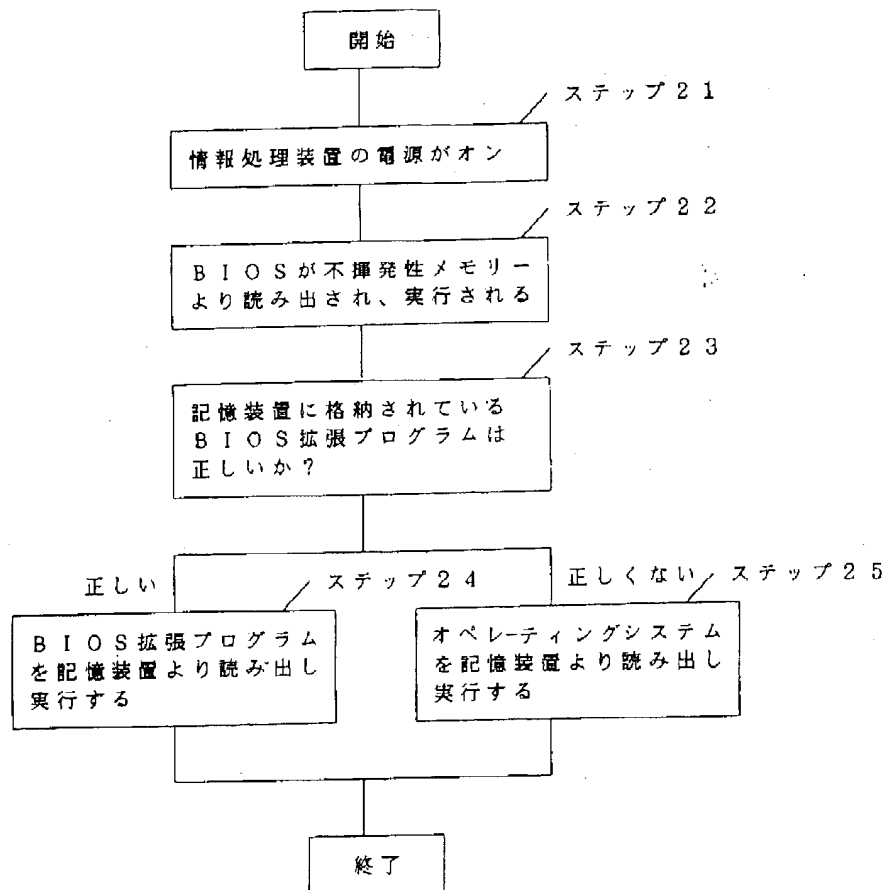 開始
ステップ21
情報処理装置の電源がオン
ステップ22
BIOSが不揮発性メモリー
より読み出され、実行される
ステップ23
記憶装置に格納されている
BIOS拡張プログラムは
正しいか？
正しい
ステップ24
正しくない
ステップ25
BIOS拡張プログラム
を記憶装置より読み出し
実行する
オペレーティングシステム
を記憶装置より読み出し
実行する
終了